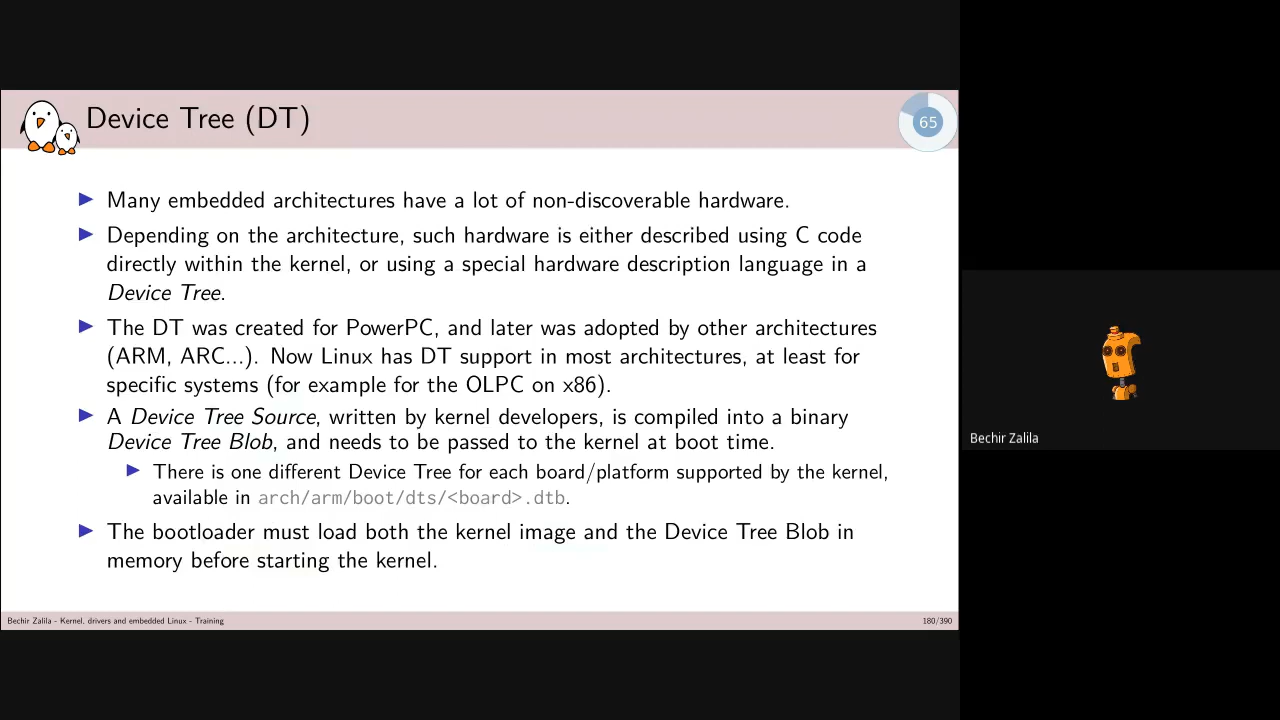 Device Tree (DT)
65
Many embedded architectures have a lot of non-discoverable hardware.
Depending on the architecture, such hardware is either described using C code
directly within the kernel, or using a special hardware description language in a
Device Tree.
The DT was created for PowerPC, and later was adopted by other architectures
(ARM, ARC...). Now Linux has DT support in most architectures, at least for
specific systems (for example for the OLPC on x86).
A Device Tree Source, written by kernel developers, is compiled into a binary
Device Tree Blob, and needs to be passed to the kernel at boot time.
There is one different Device Tree for each board/platform supported by the kernel,
available in arch/arm/boot/dts/<board>.dtb.
The bootloader must load both the kernel image and the Device Tree Blob in
memory before starting the kernel.
Bechir Zalila - Kernel, drivers and embedded Linux - Training
180/390
Bechir Zalila